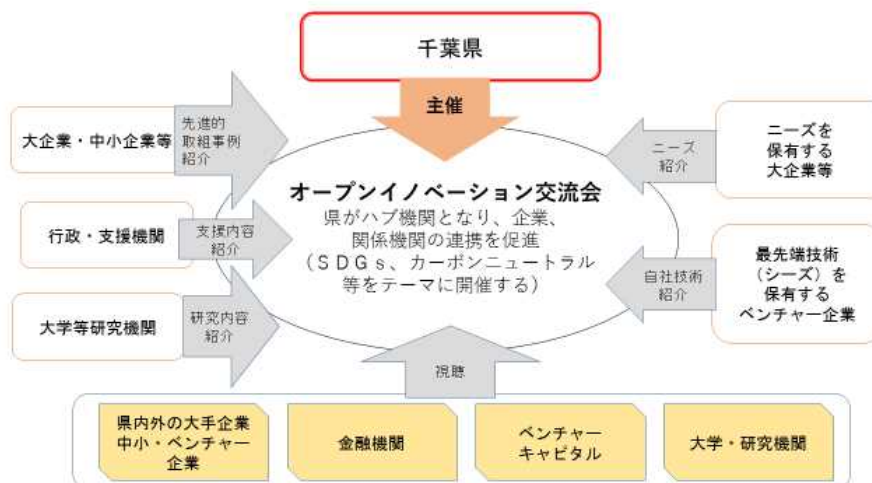 千葉県
主催
大企業・中小企業等
先進的
取組事例
紹介
行政・支援機関
支援内容
紹介
大学等研究機関
研究内容
紹介
オープンイノベーション交流会
県がハブ機関となり、企業、
関係機関の連携を促進
（ＳＤＧｓ、カーボンニュートラル
等をテーマに開催する）
ニーズ
紹介
ニーズを
保有する
大企業等
自社技術
紹介
最先端技術
（シーズ）を
保有する
ベンチャー企業
視聴
県内外の大手企業
中小・ベンチャー
企業
金融機関
ベンチャー
キャピタル
大学・研究機関